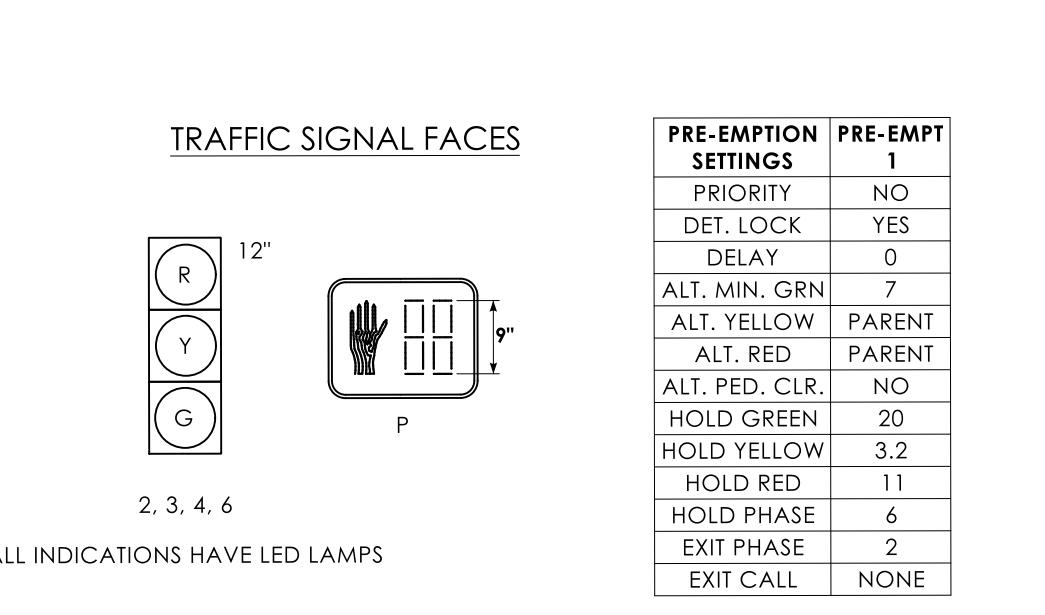 TRAFFIC SIGNAL FACES
12"
R
Y
G
9"
P
2, 3, 4, 6
ALL INDICATIONS HAVE LED LAMPS
PRE-EMPTION SETTINGS PRE-EMPT 1
PRIORITY NO
DET. LOCK YES
DELAY 0
ALT. MIN. GRN 7
ALT. YELLOW PARENT
ALT. RED PARENT
ALT. PED. CLR. NO
HOLD GREEN 20
HOLD YELLOW 3.2
HOLD RED 11
HOLD PHASE 6
EXIT PHASE 2
EXIT CALL NONE